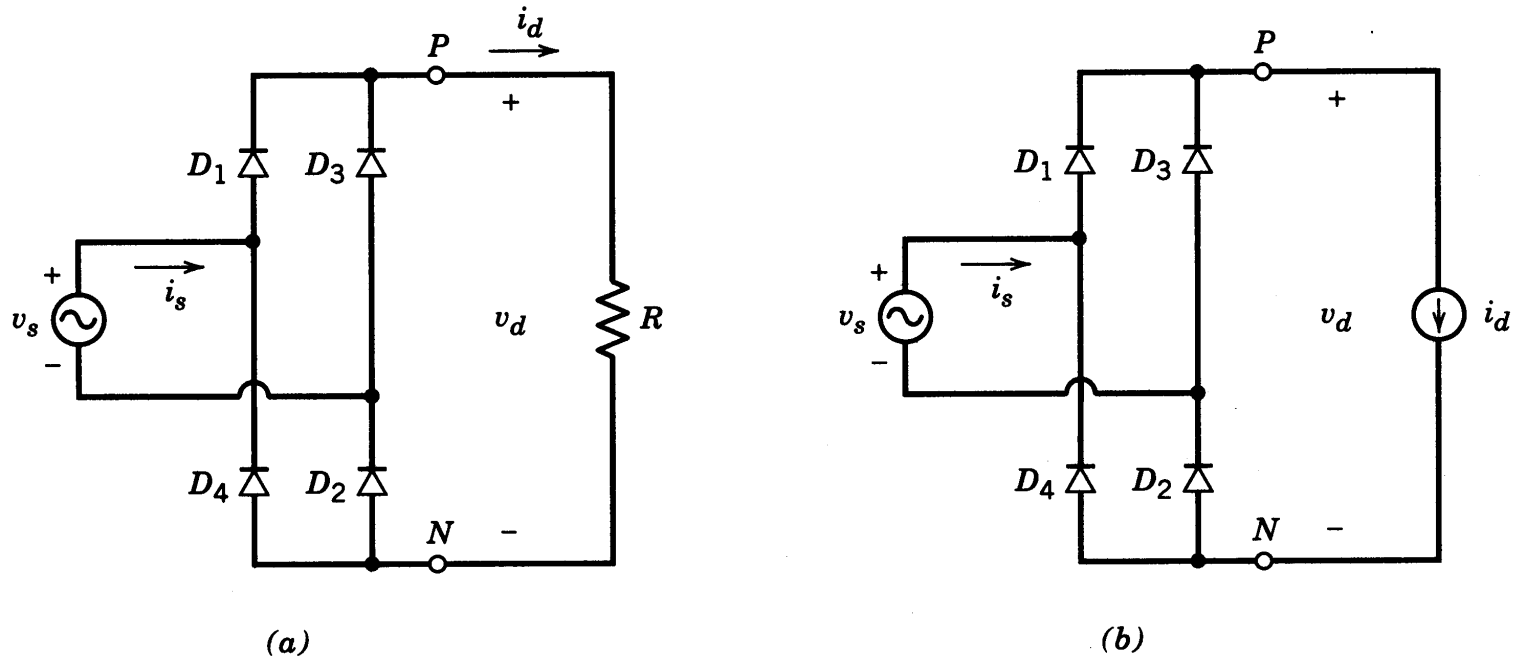 i_d
P
+
D_1
D_3
+
i_s
v_s
v_d
R
−
D_4
D_2
N
−
(a)
P
+
D_1
D_3
+
i_s
v_s
v_d
i_d
−
D_4
D_2
N
−
(b)